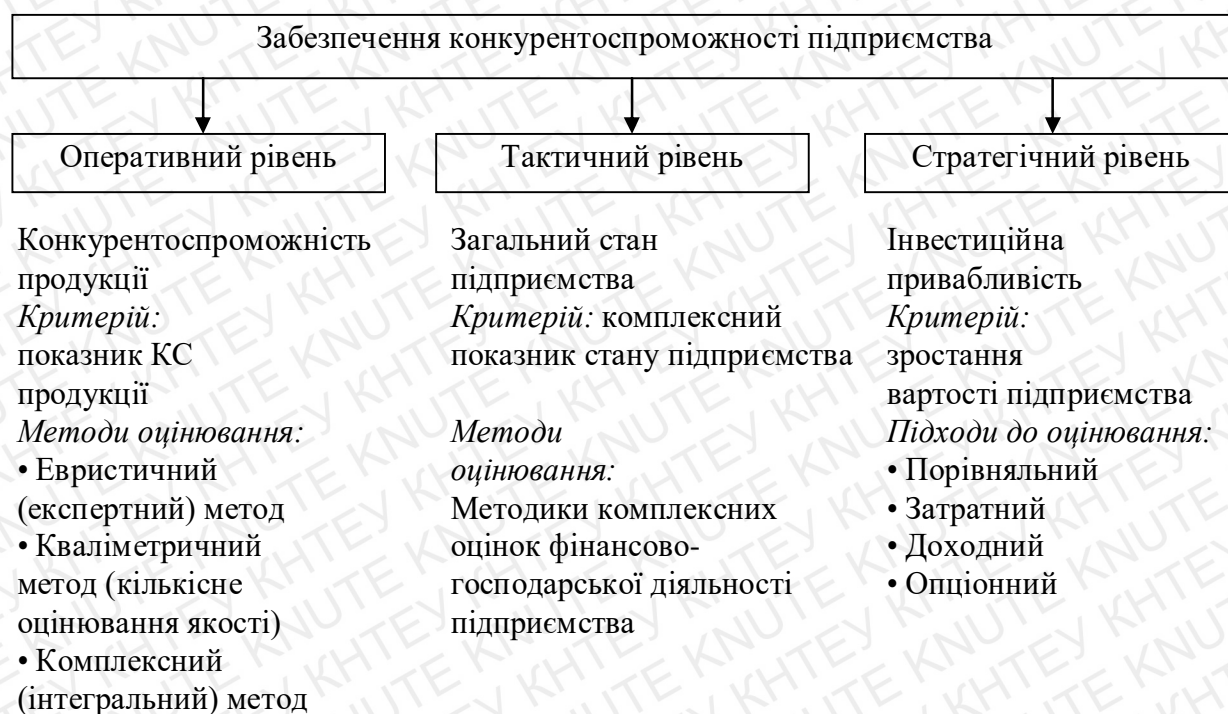 Забезпечення конкурентоспроможності підприємства
Оперативний рівень
Тактичний рівень
Стратегічний рівень
Конкурентоспроможність
продукції
Критерій:
показник КС
продукції
Методи оцінювання:
• Евристичний
(експертний) метод
• Кваліметричний
метод (кількісне
оцінювання якості)
• Комплексний
(інтегральний) метод
Загальний стан
підприємства
Критерій: комплексний
показник стану підприємства
Методи
оцінювання:
Методики комплексних
оцінок фінансово-
господарської діяльності
підприємства
Інвестиційна
привабливість
Критерій:
зростання
вартості підприємства
Підходи до оцінювання:
• Порівняльний
• Затратний
• Доходний
• Опціонний